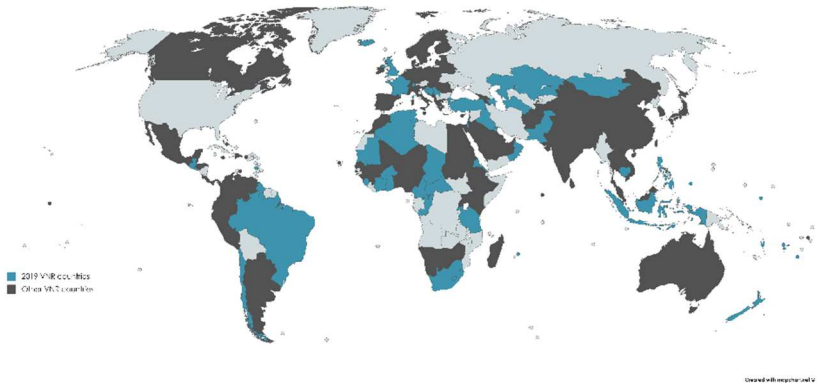 2019 VNR countries
Other VNR countries
Created with mapchart.net ©